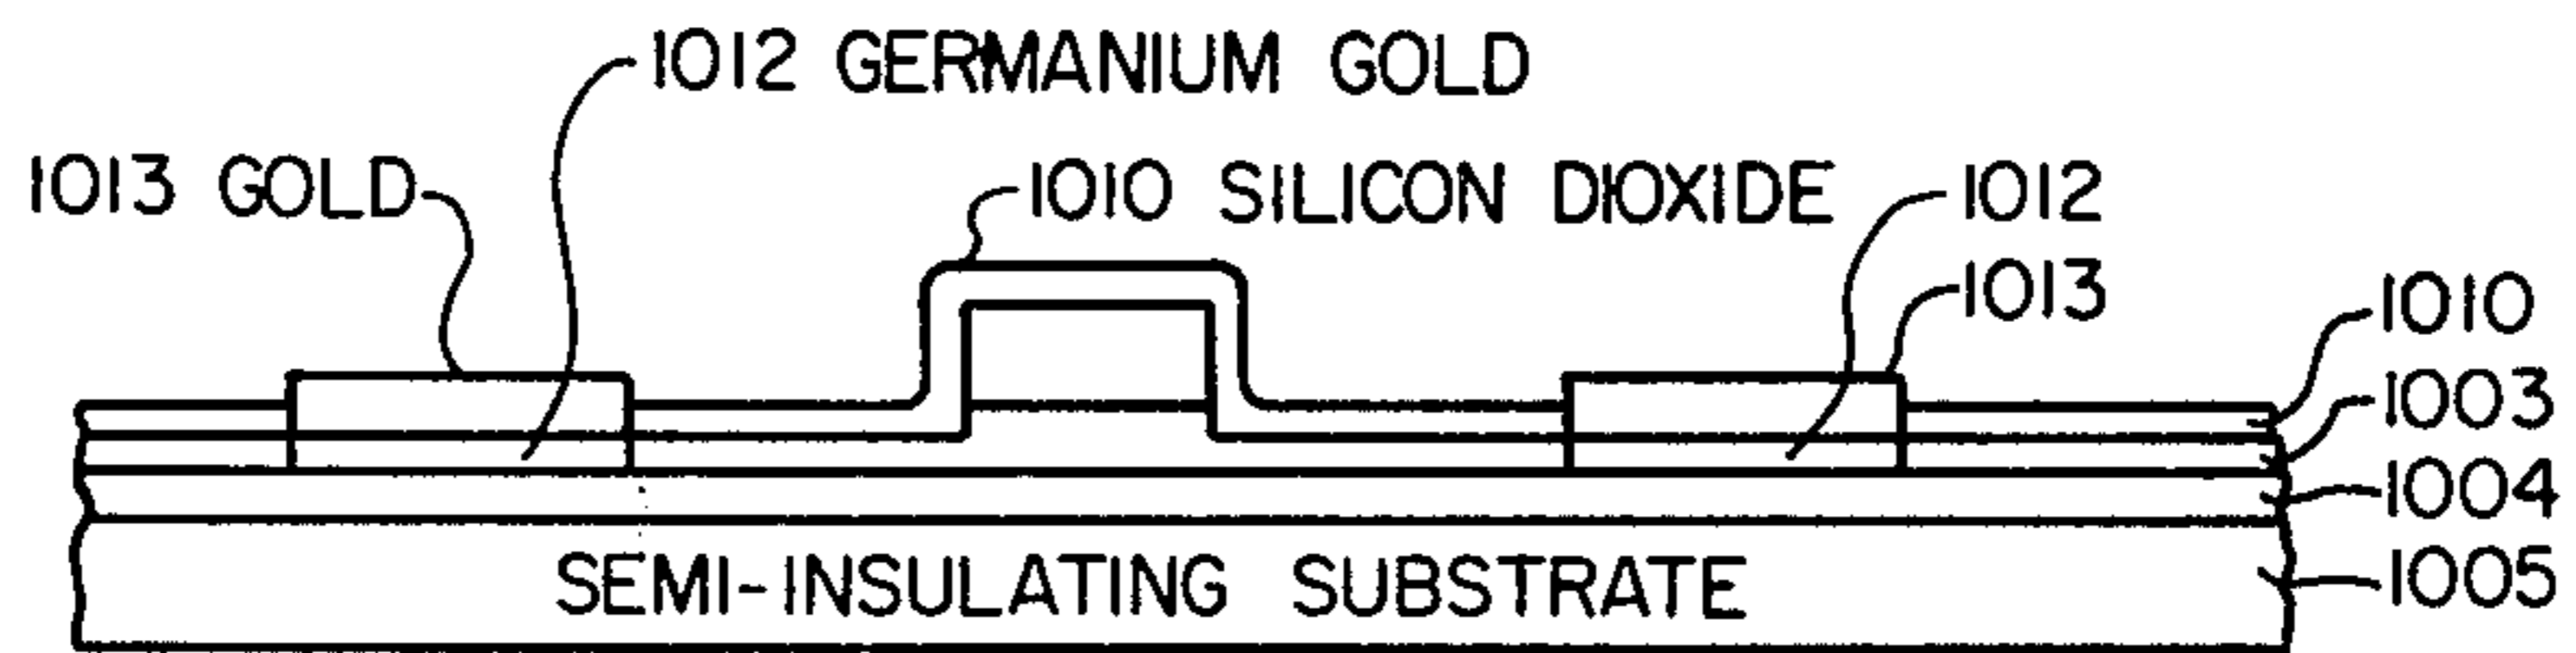 1012 GERMANIUM GOLD
1013 GOLD
1010 SILICON DIOXIDE
1012
1013
1010
1003
1004
SEMI-INSULATING SUBSTRATE
1005